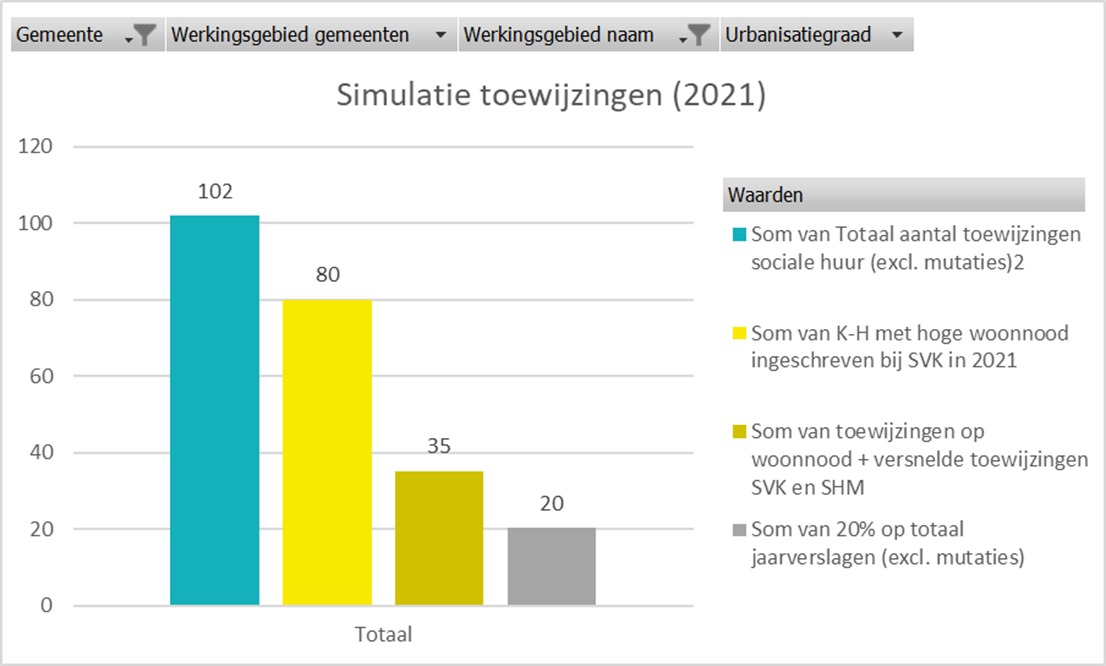 Gemeente Werkingsgebied gemeenten Werkingsgebied naam Urbanisatiegraad
Simulatie toewijzingen (2021)
120
100
80
60
40
20
0
102
80
35
20
Totaal
Waarden
Som van Totaal aantal toewijzingen
sociale huur (excl. mutaties)2
Som van K-H met hoge woonnood
ingeschreven bij SVK in 2021
Som van toewijzingen op
woonnood + versnelde toewijzingen
SVK en SHM
Som van 20% op totaal
jaarverslagen (excl. mutaties)